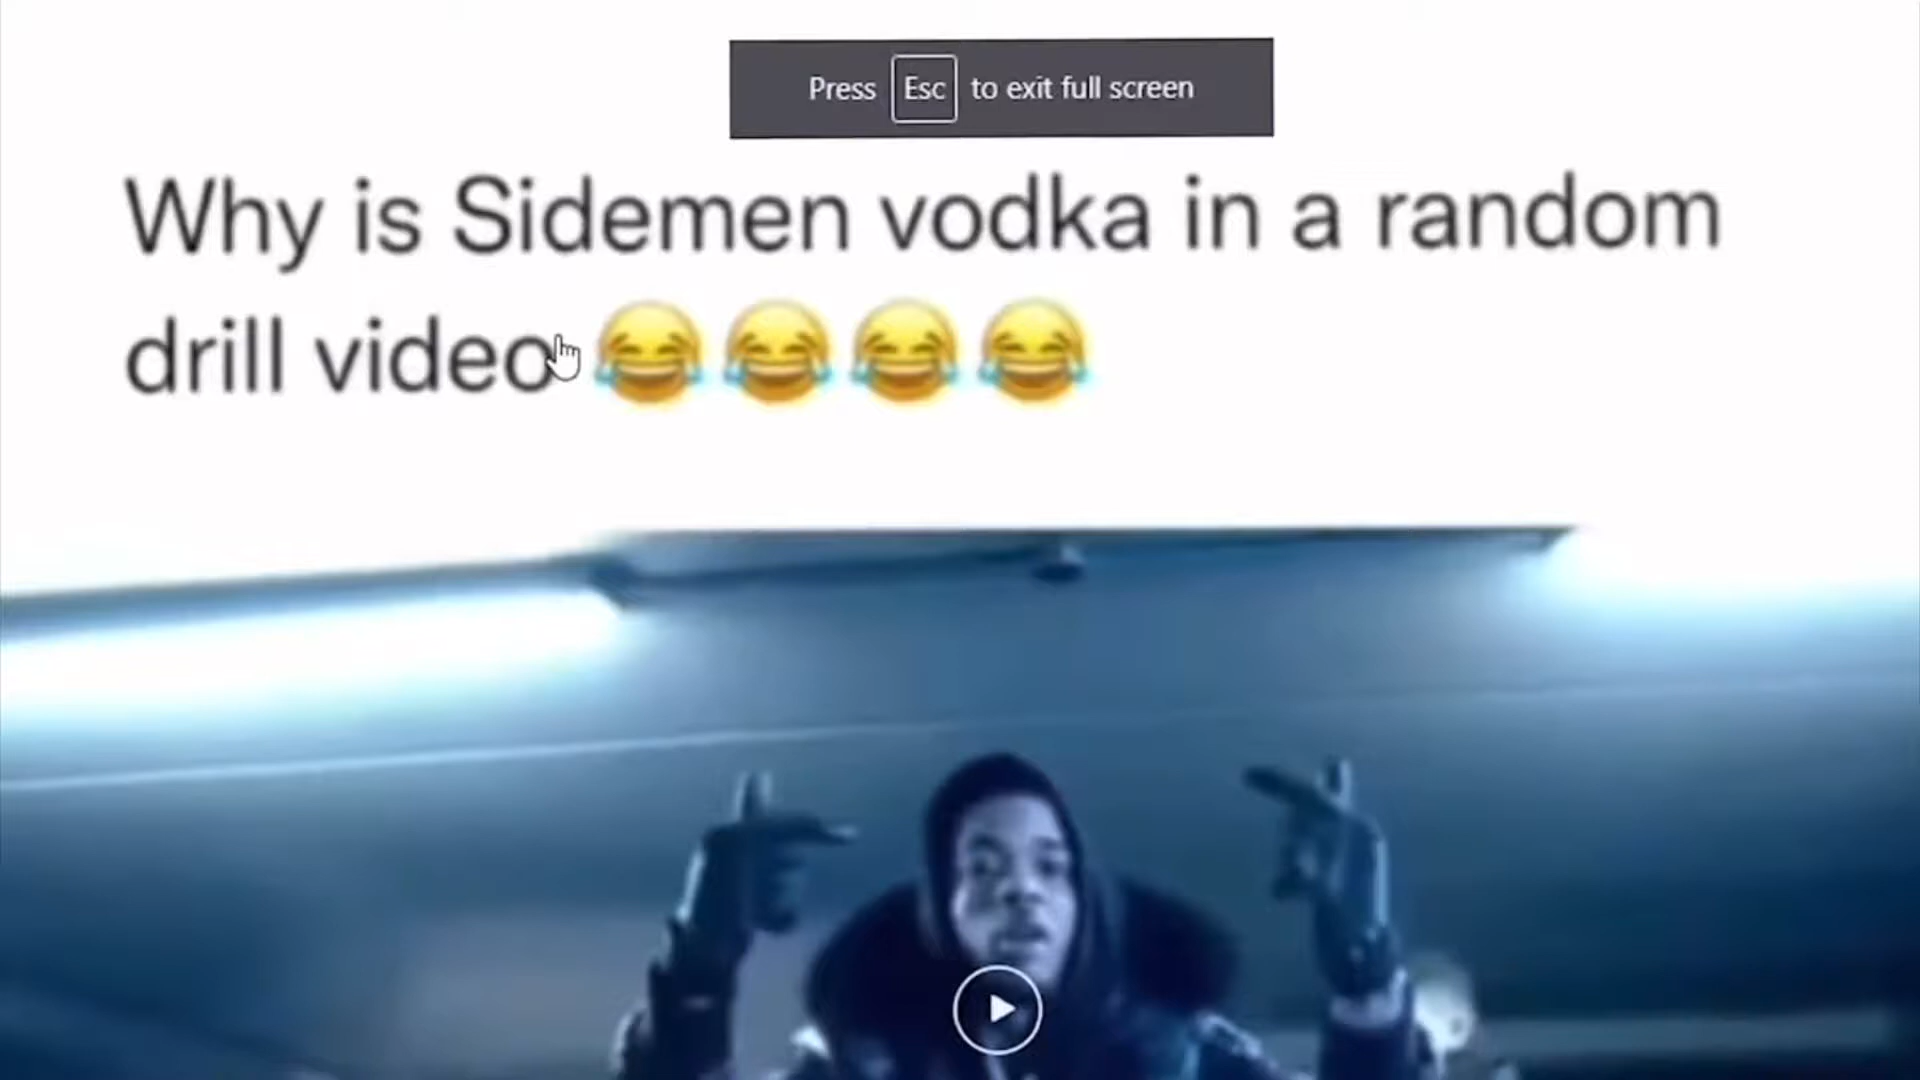 Press Esc to exit full screen
Why is Sidemen vodka in a random
drill video😂😂😂😂